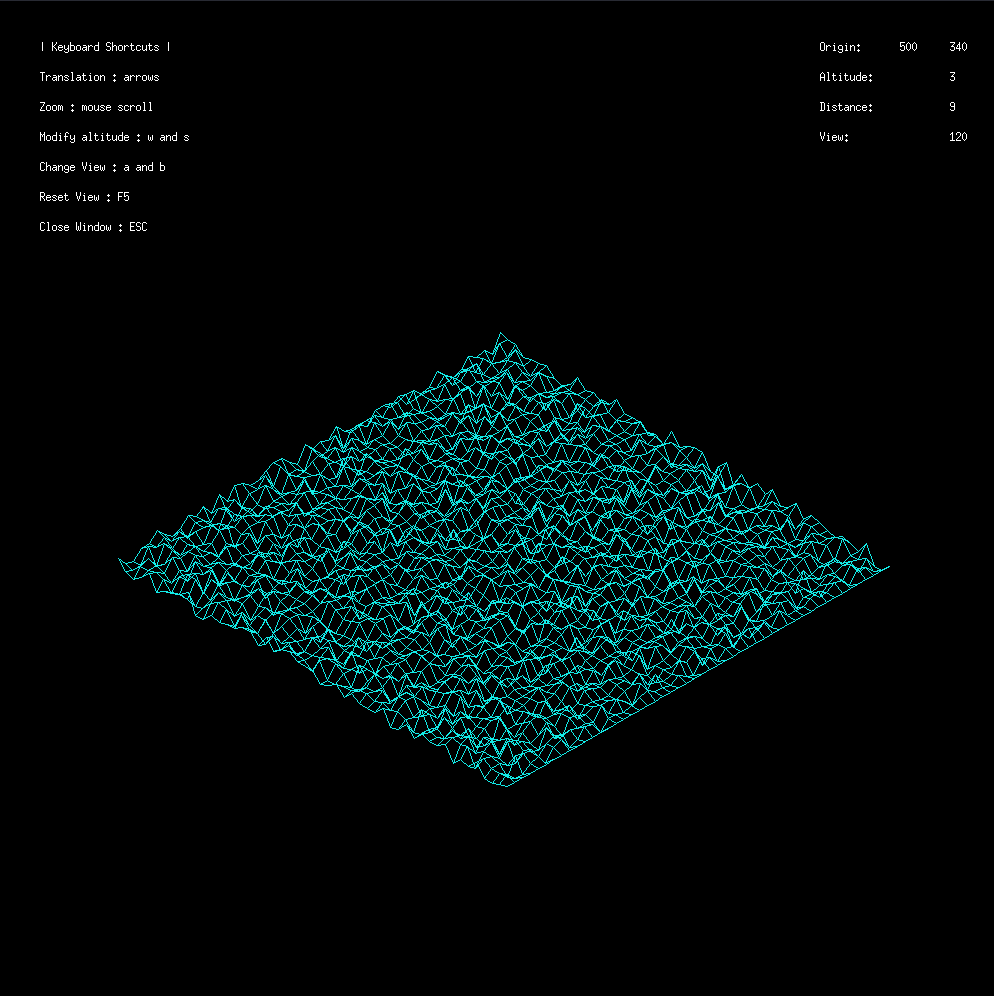 | Keyboard Shortcuts |
Translation : arrows
Zoom : mouse scroll
Modify altitude : w and s
Change View : a and b
Reset View : F5
Close Window : ESC
Origin: 500 340
Altitude: 3
Distance: 9
View: 120